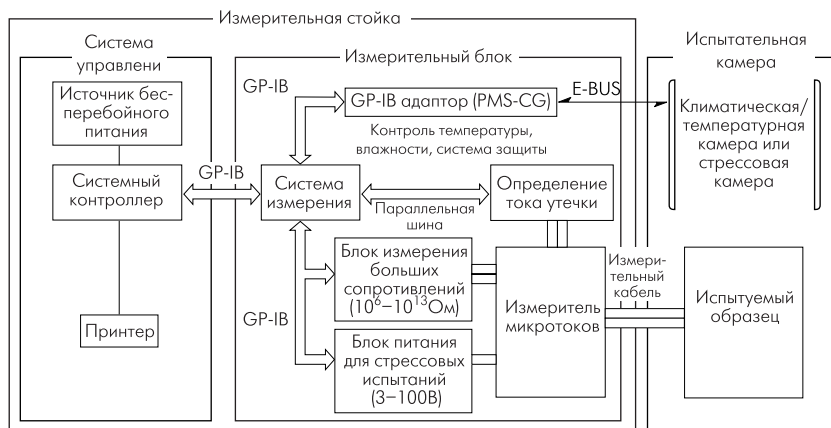 Измерительная стойка
Система
управлени
Источник бес-
перебойного
питания
Системный
контроллер
Принтер
GP-IB
Измерительный блок
GP-IB
GP-IB адаптор (PMS-CG)
Контроль температуры,
влажности, система защиты
Система
измерения
Параллельная
шина
Определение
тока утечки
GP-IB
Блок измерения
больших
сопротивлений
(10⁶–10¹³Ом)
Блок питания
для стрессовых
испытаний
(3–100В)
Измеритель
микротоков
E-BUS
Измери-
тельный
кабель
Испытательная
камера
Климатическая/
температурная
камера или
стрессовая
камера
Испытуемый
образец